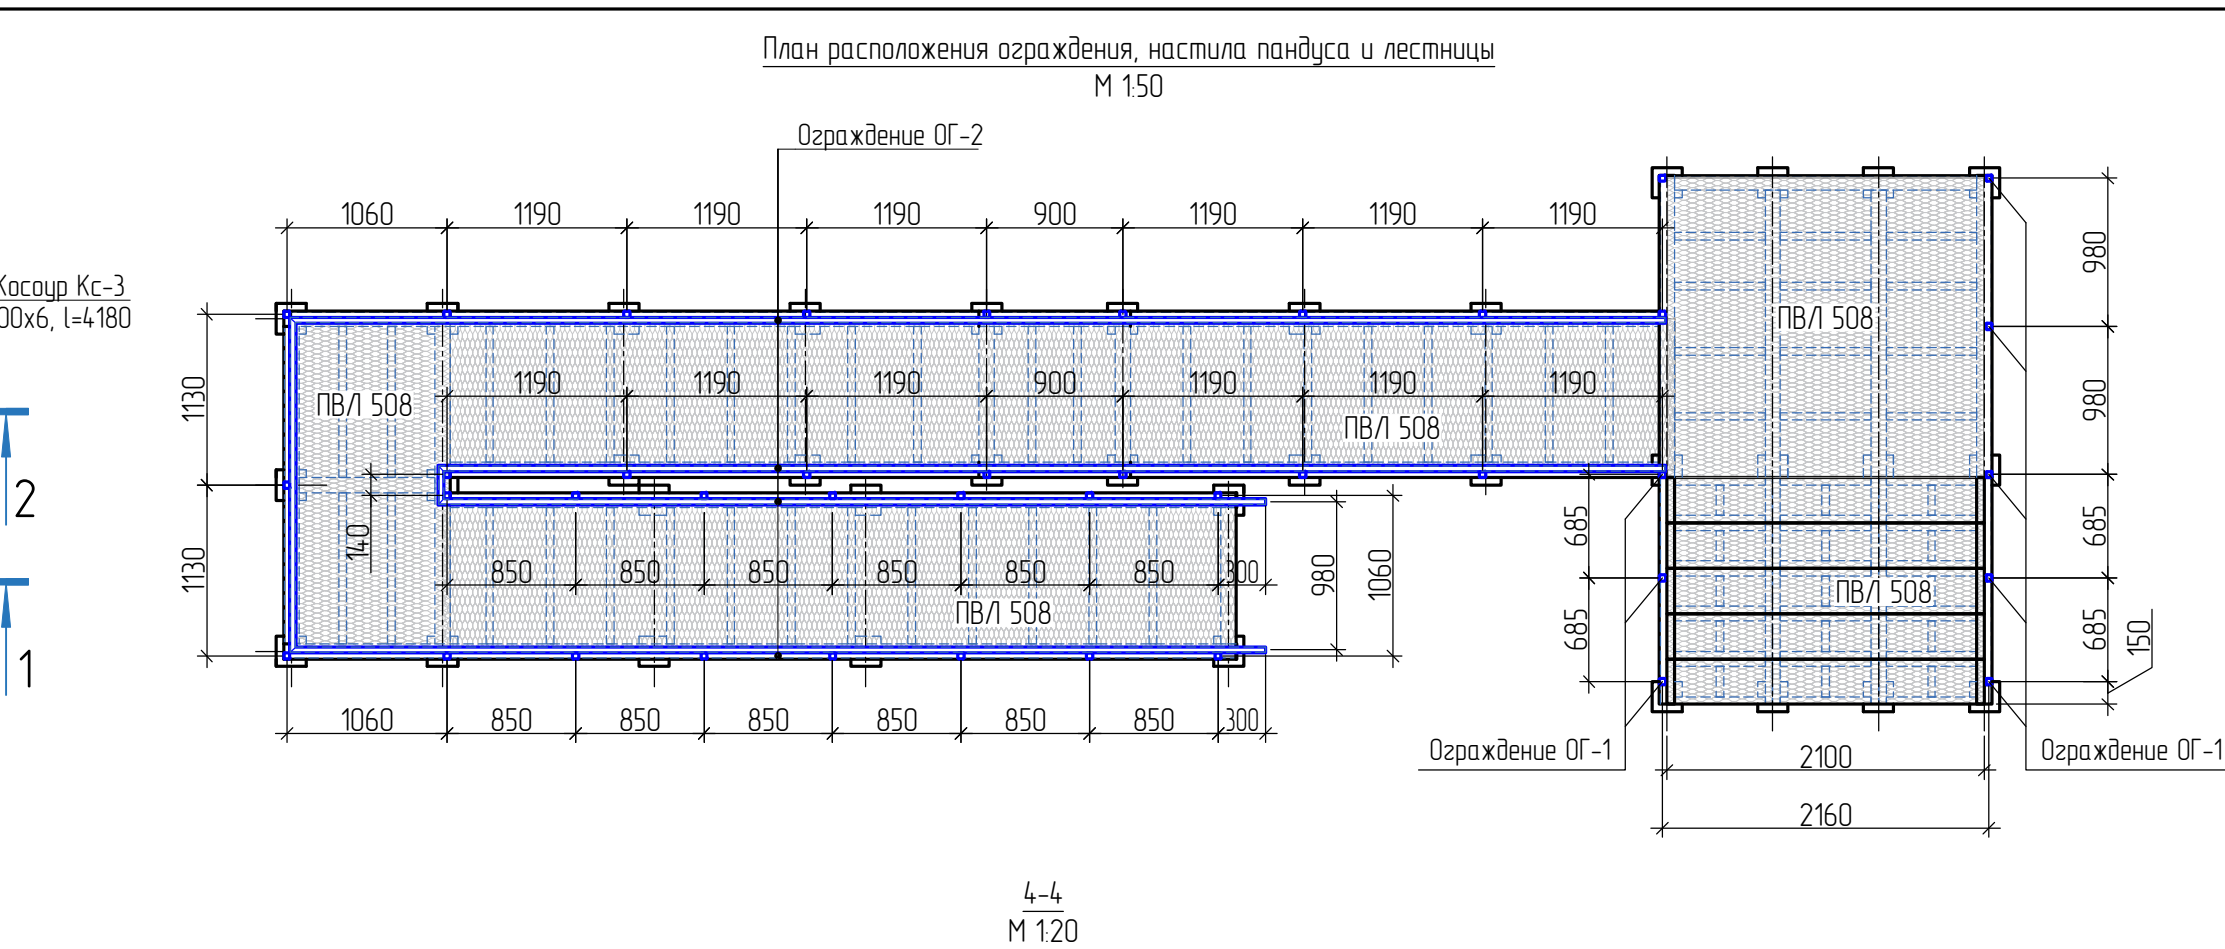 План расположения ограждения, настила пандуса и лестницы
М 1:50
Ограждение ОГ-2
1060 1190 1190 1190 900 1190 1190 1190
Косоур Кс-3
00х6, l=4180
980
ПВЛ 508
1190 1190 1190 900 1190 1190 1190
1130
ПВЛ 508
980
ПВЛ 508
2
140
685
685
1130
850 850 850 850 850 850 300
980
1060
ПВЛ 508
ПВЛ 508
685
685
150
1
1060 850 850 850 850 850 850 300
Ограждение ОГ-1
2100
Ограждение ОГ-1
2160
4-4
М 1:20